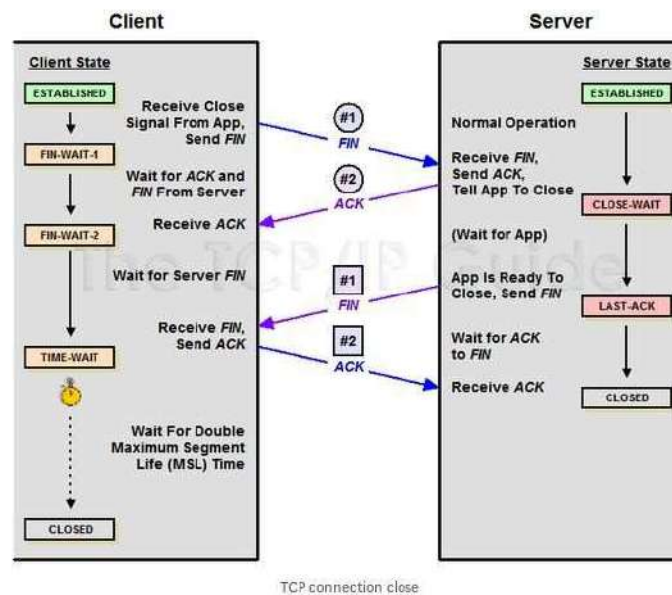 Client
Server
Client State
ESTABLISHED
Receive Close
Signal From App,
Send FIN
FIN-WAIT-1
Wait for ACK and
FIN From Server
Receive ACK
FIN-WAIT-2
Wait for Server FIN
Receive FIN,
Send ACK
TIME-WAIT
Wait For Double
Maximum Segment
Life (MSL) Time
CLOSED
#1
FIN
#2
ACK
#1
FIN
#2
ACK
Server State
ESTABLISHED
Normal Operation
Receive FIN,
Send ACK,
Tell App To Close
CLOSE-WAIT
(Wait for App)
App Is Ready To
Close, Send FIN
LAST-ACK
Wait for ACK
to FIN
Receive ACK
CLOSED
The TCP/IP Guide
TCP connection close